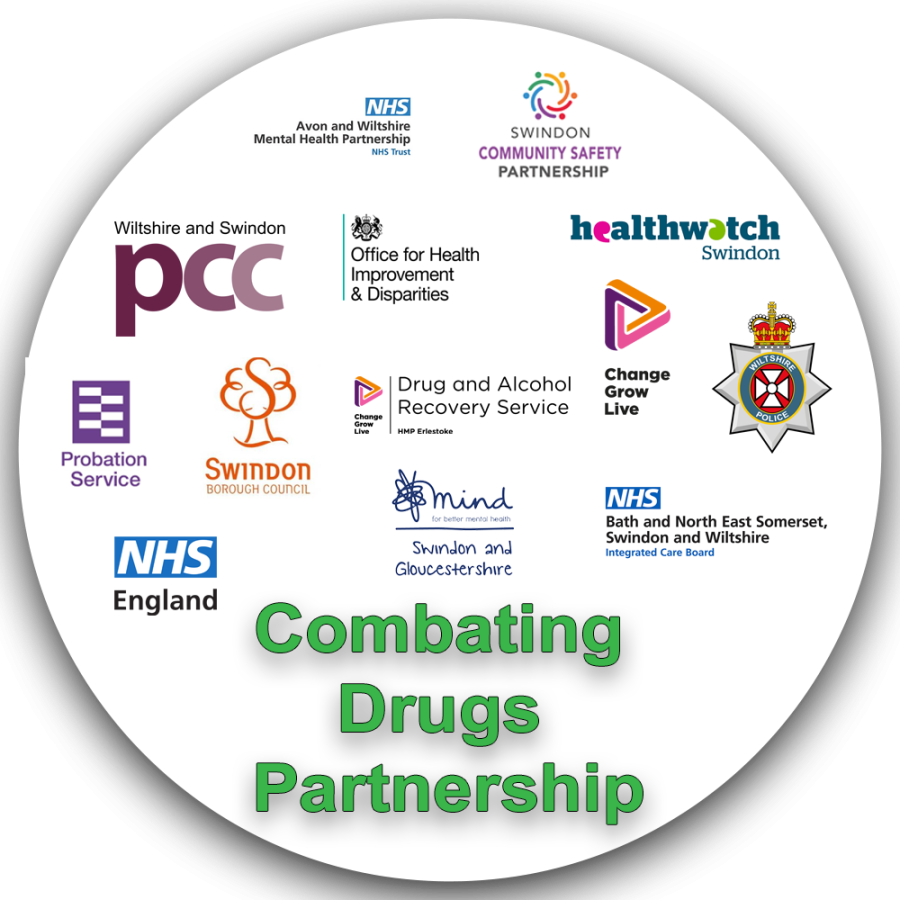 NHS
Avon and Wiltshire
Mental Health Partnership
NHS Trust
SWINDON
COMMUNITY SAFETY
PARTNERSHIP
Wiltshire and Swindon
pcc
Office for Health
Improvement
& Disparities
healthwatch
Swindon
Change
Grow
Live
WILTSHIRE
POLICE
Probation
Service
SWINDON
BOROUGH COUNCIL
Change
Grow
Live
Drug and Alcohol
Recovery Service
HMP Erlestoke
mind
for better mental health
Swindon and
Gloucestershire
NHS
Bath and North East Somerset,
Swindon and Wiltshire
Integrated Care Board
NHS
England
Combating
Drugs
Partnership